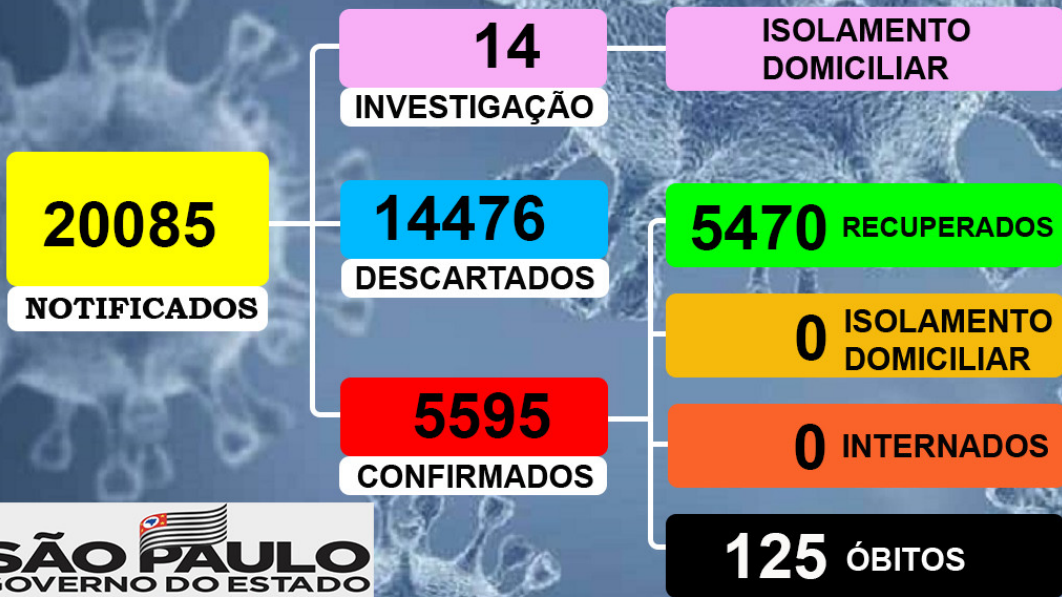 14
INVESTIGAÇÃO
ISOLAMENTO
DOMICILIAR
20085
NOTIFICADOS
14476
DESCARTADOS
5595
CONFIRMADOS
5470 RECUPERADOS
0 ISOLAMENTO
DOMICILIAR
0 INTERNADOS
125 ÓBITOS
SÃO PAULO
GOVERNO DO ESTADO